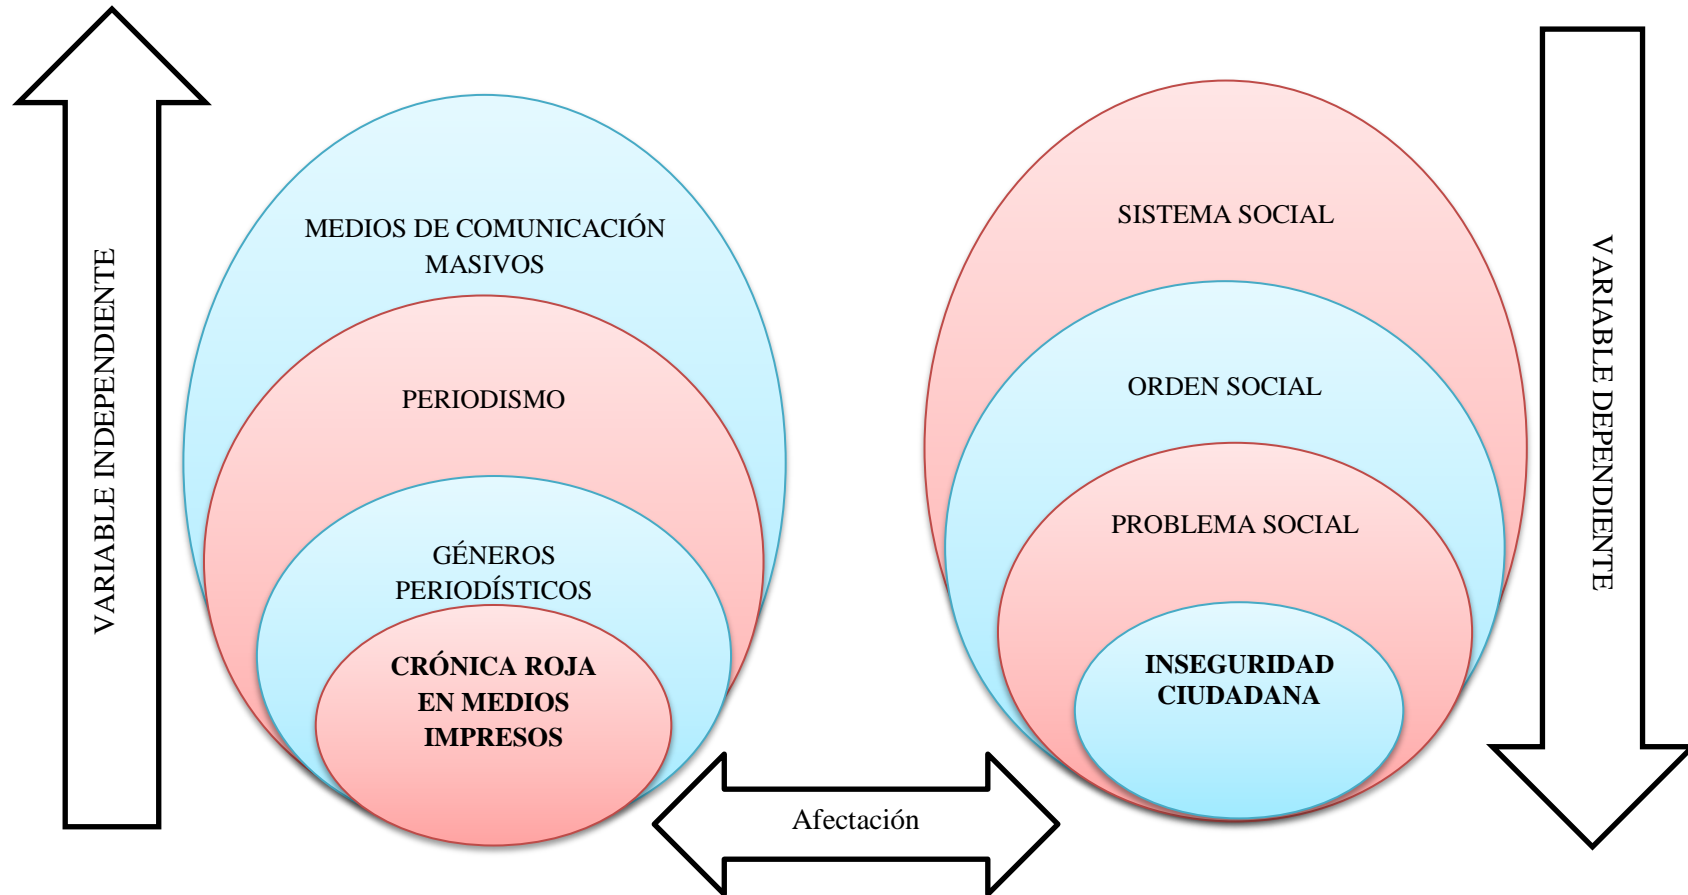 VARIABLE INDEPENDIENTE
MEDIOS DE COMUNICACIÓN
MASIVOS
PERIODISMO
GÉNEROS
PERIODÍSTICOS
CRÓNICA ROJA
EN MEDIOS
IMPRESOS
Afectación
SISTEMA SOCIAL
ORDEN SOCIAL
PROBLEMA SOCIAL
INSEGURIDAD
CIUDADANA
VARIABLE DEPENDIENTE